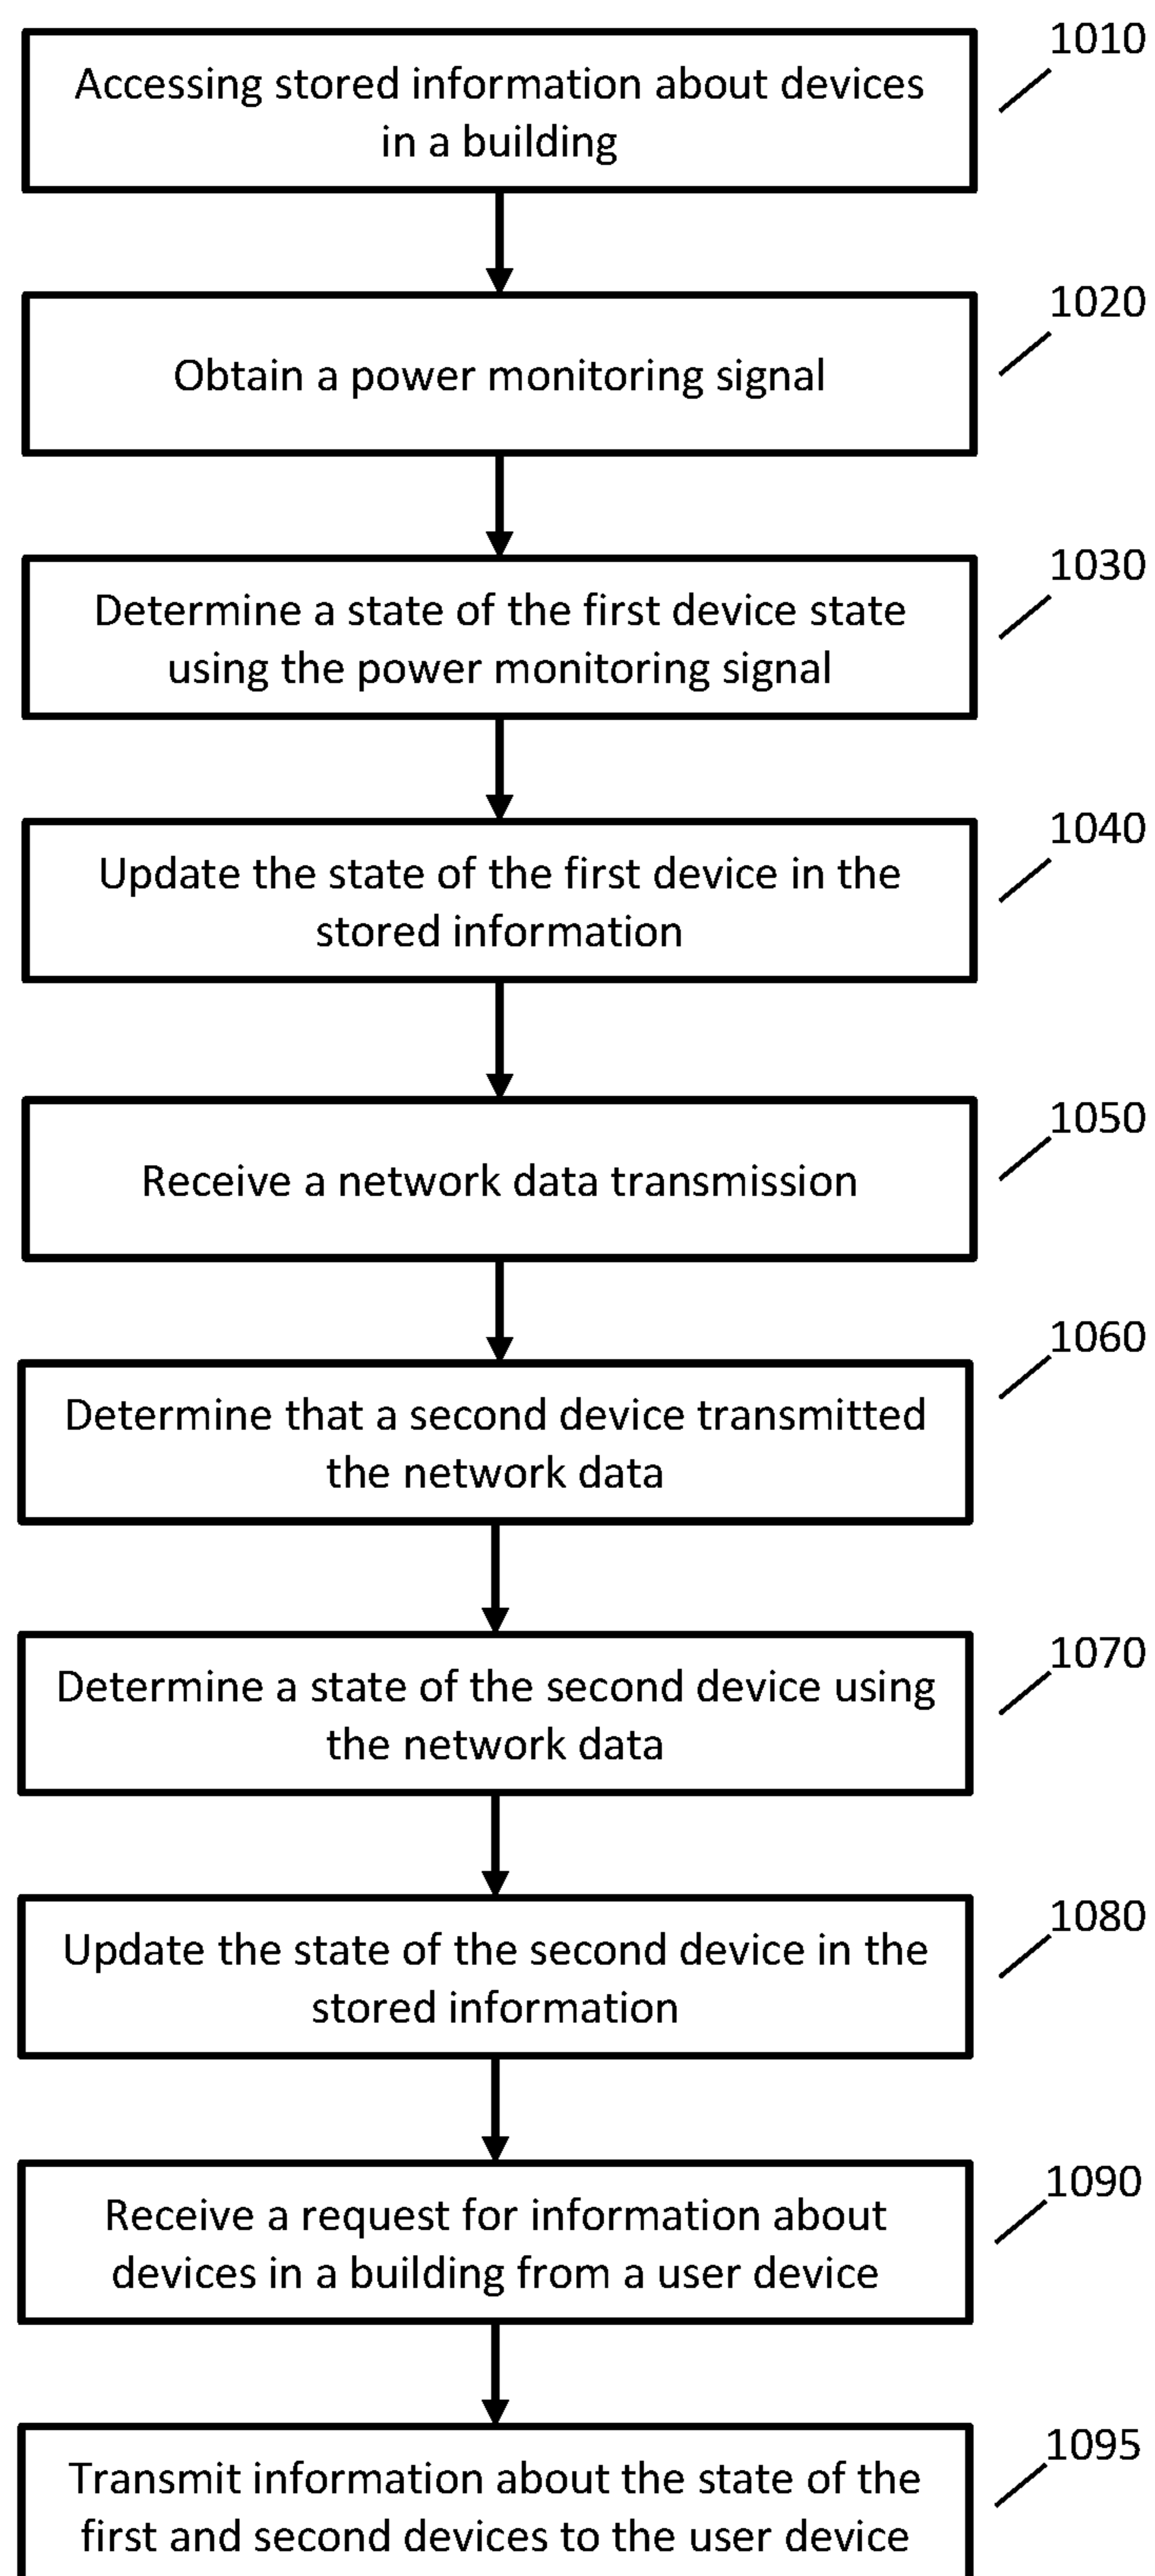 1010
Accessing stored information about devices
in a building
1020
Obtain a power monitoring signal
1030
Determine a state of the first device state
using the power monitoring signal
1040
Update the state of the first device in the
stored information
1050
Receive a network data transmission
1060
Determine that a second device transmitted
the network data
1070
Determine a state of the second device using
the network data
1080
Update the state of the second device in the
stored information
1090
Receive a request for information about
devices in a building from a user device
1095
Transmit information about the state of the
first and second devices to the user device